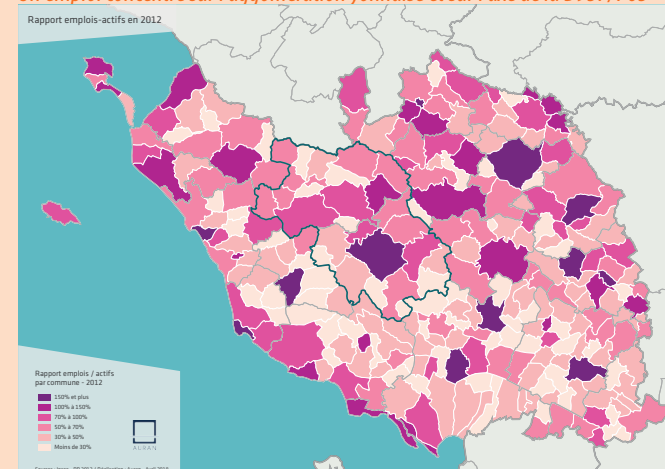 Rapport emplois-actifs en 2012
Rapport emplois / actifs
par commune - 2012
150% et plus
100% à 150%
70% à 100%
50% à 70%
30% à 50%
Moins de 30%
AURAN